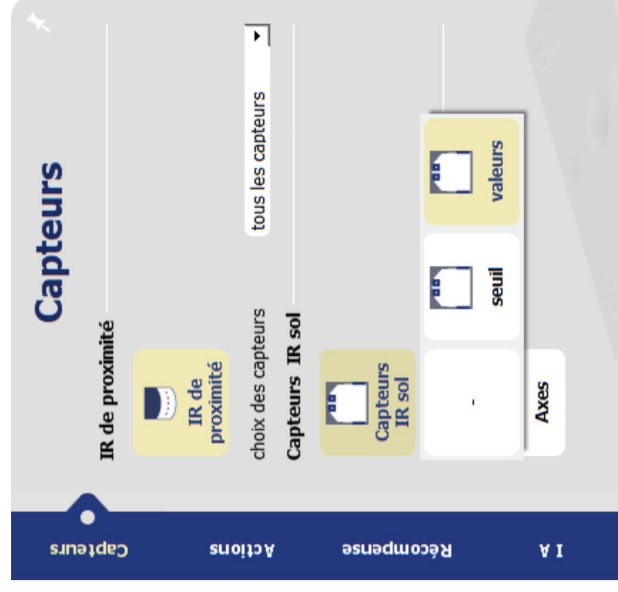 Capteurs
IR de proximité
IR de
proximité
choix des capteurs
tous les capteurs
Capteurs IR sol
Capteurs
IR sol
-
seuil
valeurs
Axes
Capteurs
Actions
Récompense
I A